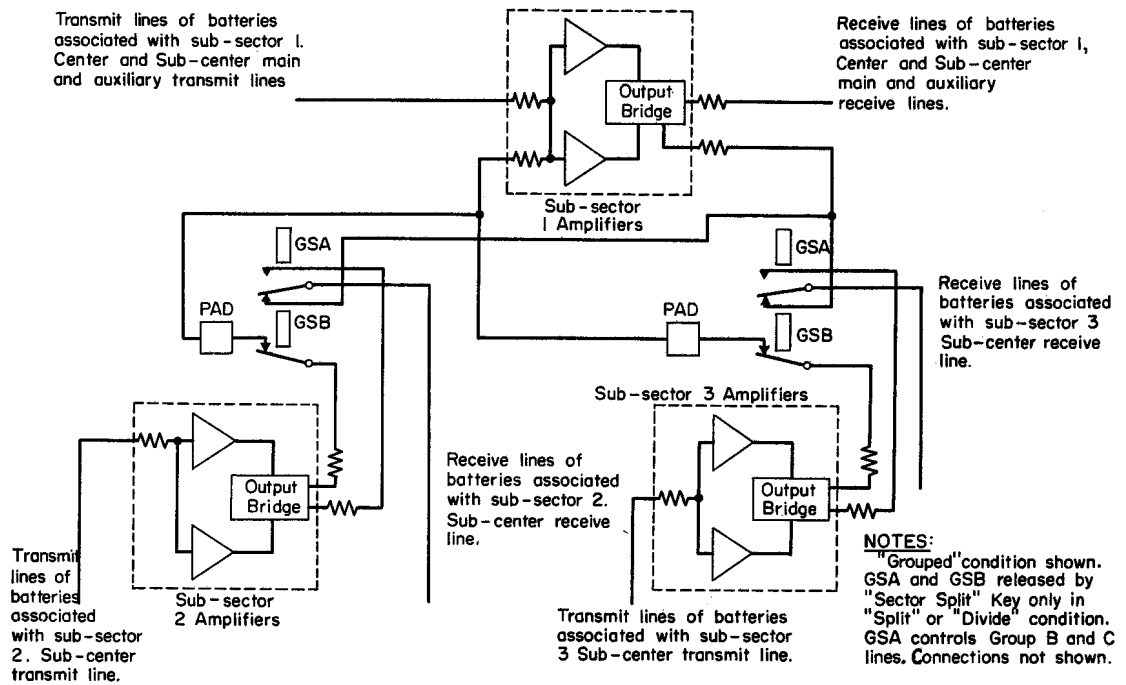 Transmit lines of batteries
associated with sub-sector 1.
Center and Sub-center main
and auxiliary transmit lines
Receive lines of batteries
associated with sub-sector 1,
Center and Sub-center
main and auxiliary
receive lines.
Output
Bridge
Sub-sector
1 Amplifiers
GSA
PAD
GSB
GSA
PAD
GSB
Receive lines of
batteries associated
with sub-sector 3
Sub-center receive
line.
Sub-sector 3 Amplifiers
Output
Bridge
Receive lines of
batteries associated
with sub-sector 2.
Sub-center receive
line.
Output
Bridge
Transmit
lines of
batteries
associated
with sub-sector
2. Sub-center
transmit line.
Sub-sector
2 Amplifiers
Transmit lines of batteries
associated with sub-sector
3 Sub-center transmit line.
NOTES:
"Grouped" condition shown.
GSA and GSB released by
"Sector Split" Key only in
"Split" or "Divide" condition.
GSA controls Group B and C
lines. Connections not shown.